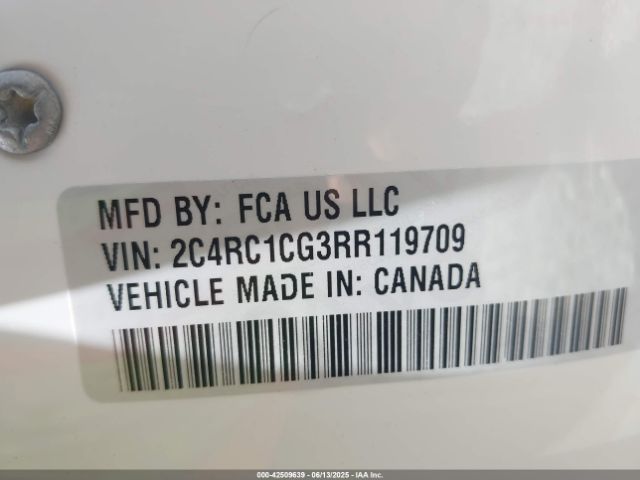 MFD BY: FCA US LLC
VIN: 2C4RC1CG3RR119709
VEHICLE MADE IN: CANADA
000-42509639 - 06/13/2025 - IAA Inc.